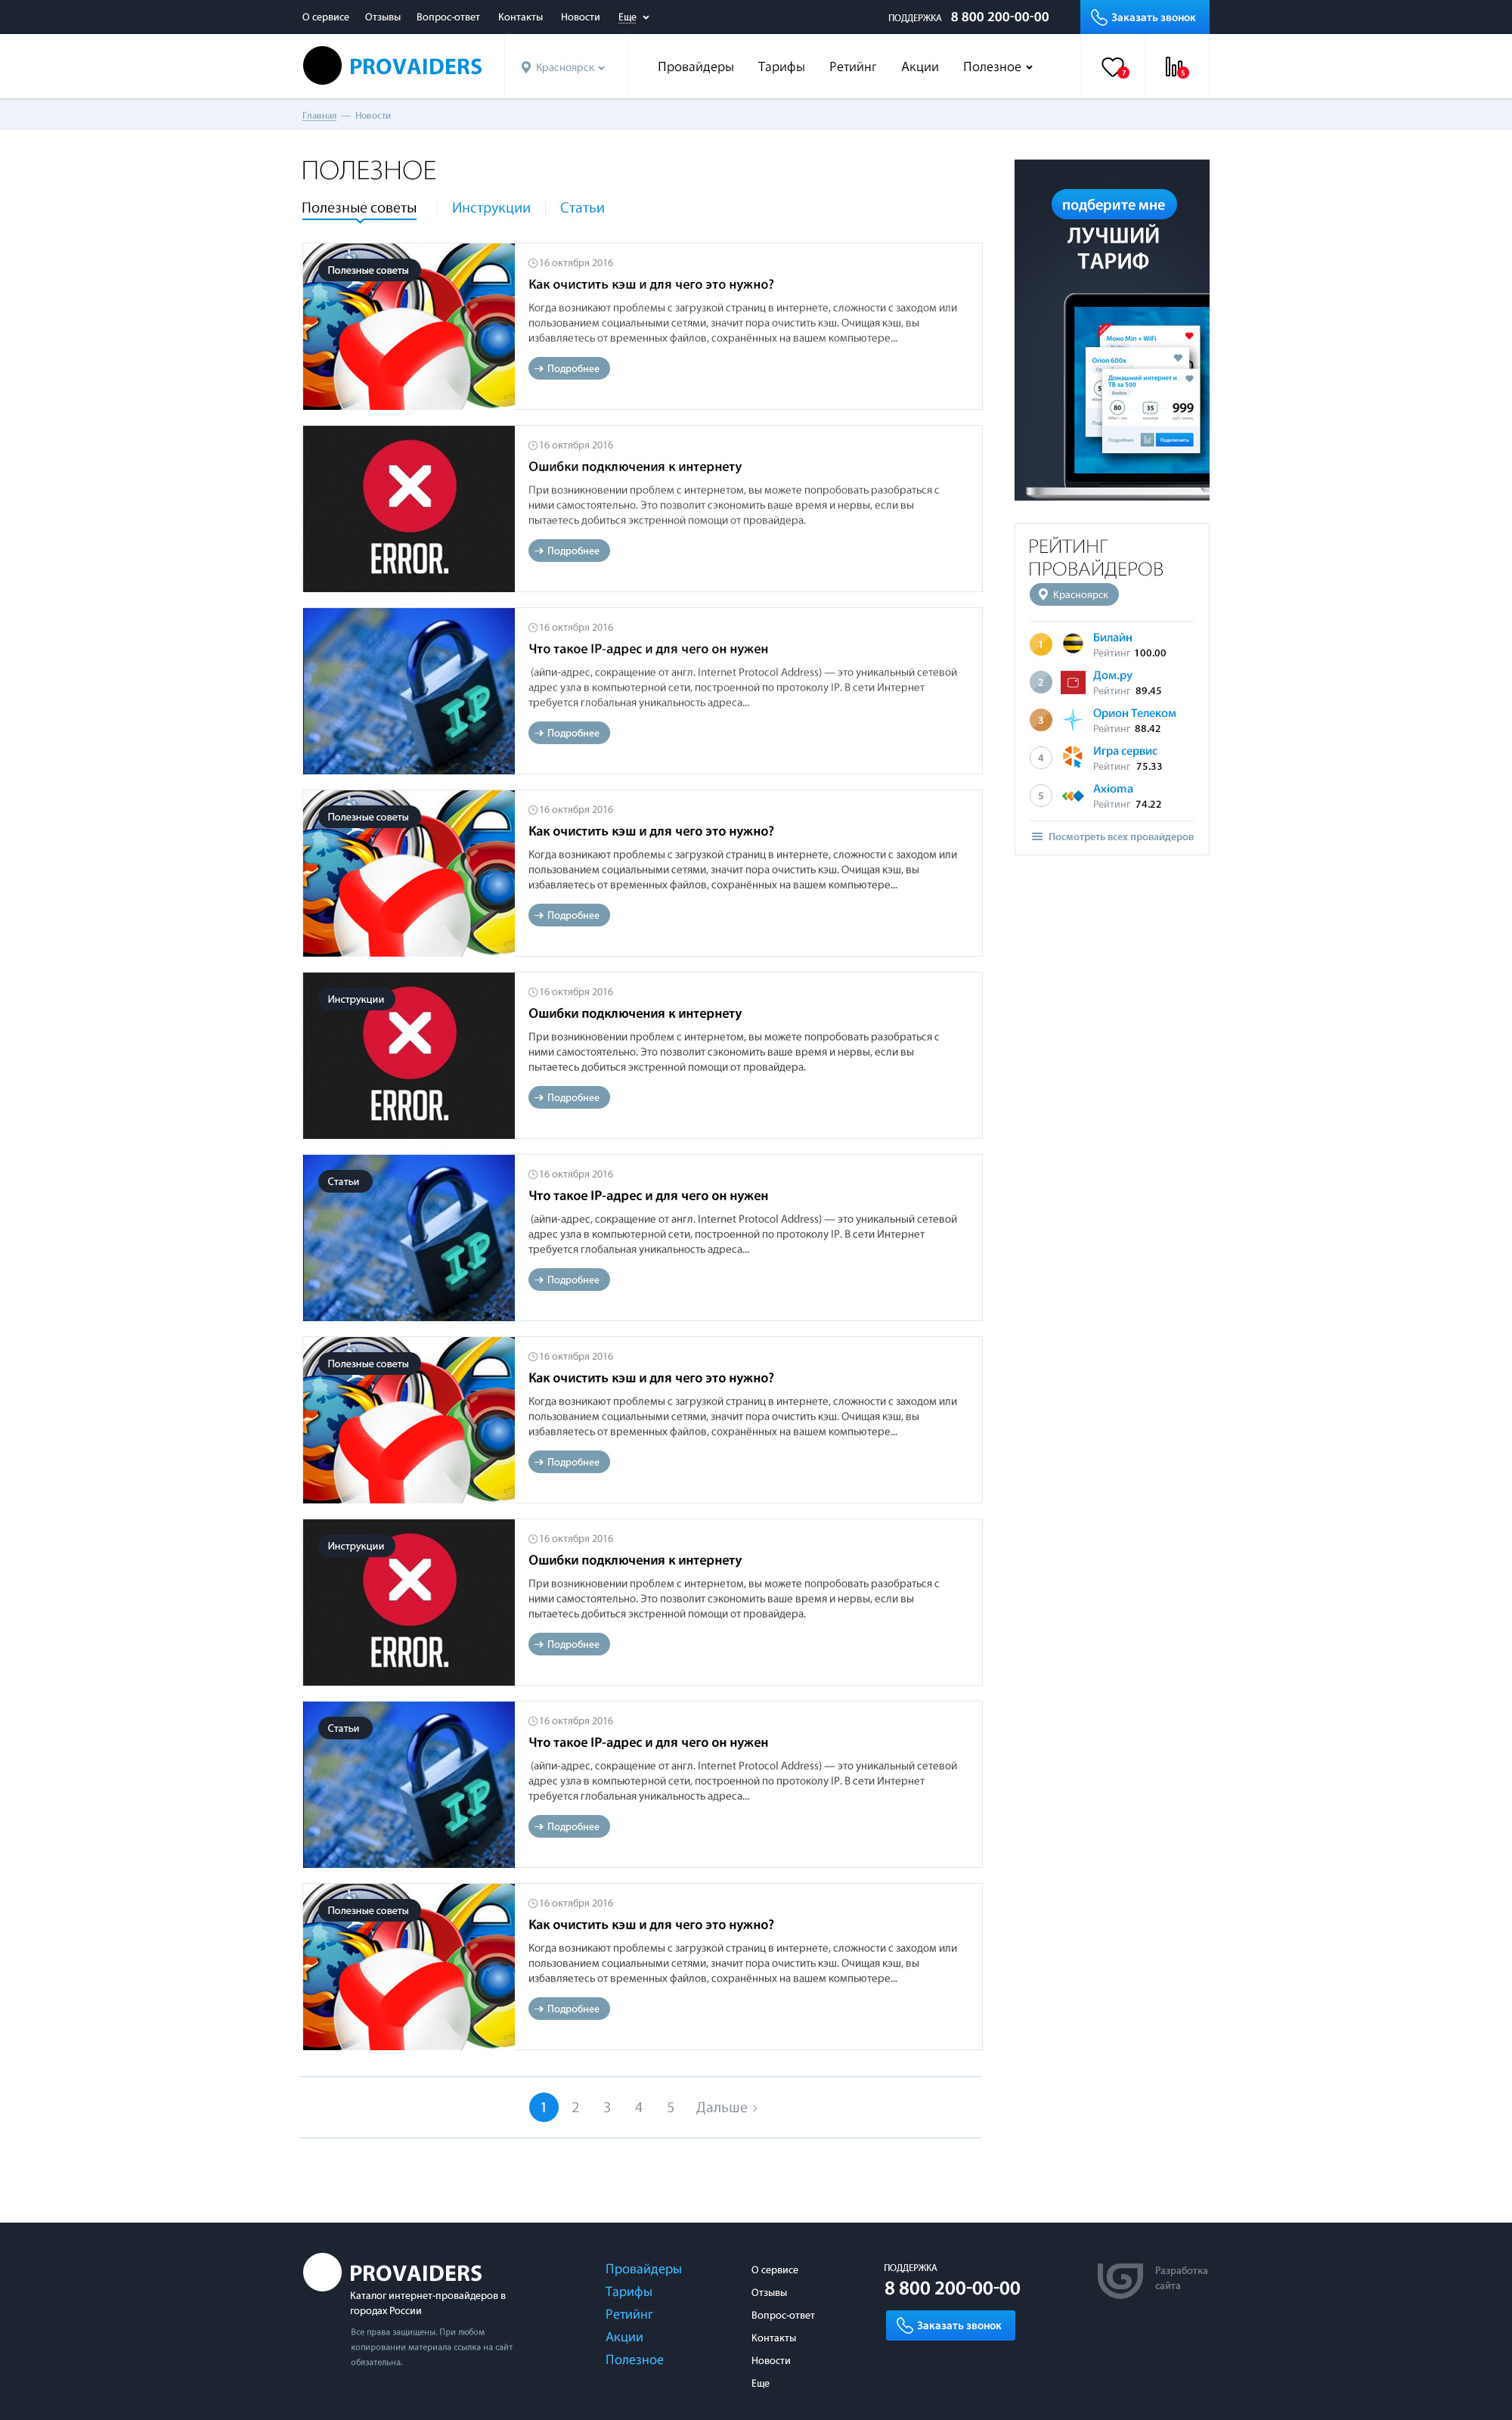 О сервисе Отзывы Вопрос-ответ Контакты Новости Еще ПОДДЕРЖКА 8 800 200-00-00 Заказать звонок
PROVAIDERS Красноярск Провайдеры Тарифы Ретийнг Акции Полезное 7 5
Главная — Новости
ПОЛЕЗНОЕ
Полезные советы Инструкции Статьи
Полезные советы
16 октября 2016
Как очистить кэш и для чего это нужно?
Когда возникают проблемы с загрузкой страниц в интернете, сложности с заходом или
пользованием социальными сетями, значит пора очистить кэш. Очищая кэш, вы
избавляетесь от временных файлов, сохранённых на вашем компьютере...
Подробнее
ERROR.
16 октября 2016
Ошибки подключения к интернету
При возникновении проблем с интернетом, вы можете попробовать разобраться с
ними самостоятельно. Это позволит сэкономить ваше время и нервы, если вы
пытаетесь добиться экстренной помощи от провайдера.
Подробнее
IP
16 октября 2016
Что такое IP-адрес и для чего он нужен
(айпи-адрес, сокращение от англ. Internet Protocol Address) — это уникальный сетевой
адрес узла в компьютерной сети, построенной по протоколу IP. В сети Интернет
требуется глобальная уникальность адреса...
Подробнее
Полезные советы
16 октября 2016
Как очистить кэш и для чего это нужно?
Когда возникают проблемы с загрузкой страниц в интернете, сложности с заходом или
пользованием социальными сетями, значит пора очистить кэш. Очищая кэш, вы
избавляетесь от временных файлов, сохранённых на вашем компьютере...
Подробнее
Инструкции
ERROR.
16 октября 2016
Ошибки подключения к интернету
При возникновении проблем с интернетом, вы можете попробовать разобраться с
ними самостоятельно. Это позволит сэкономить ваше время и нервы, если вы
пытаетесь добиться экстренной помощи от провайдера.
Подробнее
Статьи
IP
16 октября 2016
Что такое IP-адрес и для чего он нужен
(айпи-адрес, сокращение от англ. Internet Protocol Address) — это уникальный сетевой
адрес узла в компьютерной сети, построенной по протоколу IP. В сети Интернет
требуется глобальная уникальность адреса...
Подробнее
Полезные советы
16 октября 2016
Как очистить кэш и для чего это нужно?
Когда возникают проблемы с загрузкой страниц в интернете, сложности с заходом или
пользованием социальными сетями, значит пора очистить кэш. Очищая кэш, вы
избавляетесь от временных файлов, сохранённых на вашем компьютере...
Подробнее
Инструкции
ERROR.
16 октября 2016
Ошибки подключения к интернету
При возникновении проблем с интернетом, вы можете попробовать разобраться с
ними самостоятельно. Это позволит сэкономить ваше время и нервы, если вы
пытаетесь добиться экстренной помощи от провайдера.
Подробнее
Статьи
IP
16 октября 2016
Что такое IP-адрес и для чего он нужен
(айпи-адрес, сокращение от англ. Internet Protocol Address) — это уникальный сетевой
адрес узла в компьютерной сети, построенной по протоколу IP. В сети Интернет
требуется глобальная уникальность адреса...
Подробнее
Полезные советы
16 октября 2016
Как очистить кэш и для чего это нужно?
Когда возникают проблемы с загрузкой страниц в интернете, сложности с заходом или
пользованием социальными сетями, значит пора очистить кэш. Очищая кэш, вы
избавляетесь от временных файлов, сохранённых на вашем компьютере...
Подробнее
1 2 3 4 5 Дальше
подберите мне
ЛУЧШИЙ
ТАРИФ
Моно Min + WiFi
Orion 600x
Домашний интернет и
ТВ за 500
80 35 999
Подробнее Подключить
РЕЙТИНГ
ПРОВАЙДЕРОВ
Красноярск
1 Билайн
Рейтинг 100.00
2 Дом.ру
Рейтинг 89.45
3 Орион Телеком
Рейтинг 88.42
4 Игра сервис
Рейтинг 75.33
5 Axioma
Рейтинг 74.22
Посмотреть всех провайдеров
PROVAIDERS
Каталог интернет-провайдеров в
городах России
Все права защищены. При любом
копировании материала ссылка на сайт
обязательна.
Провайдеры
Тарифы
Ретийнг
Акции
Полезное
О сервисе
Отзывы
Вопрос-ответ
Контакты
Новости
Еще
ПОДДЕРЖКА
8 800 200-00-00
Заказать звонок
Разработка
сайта